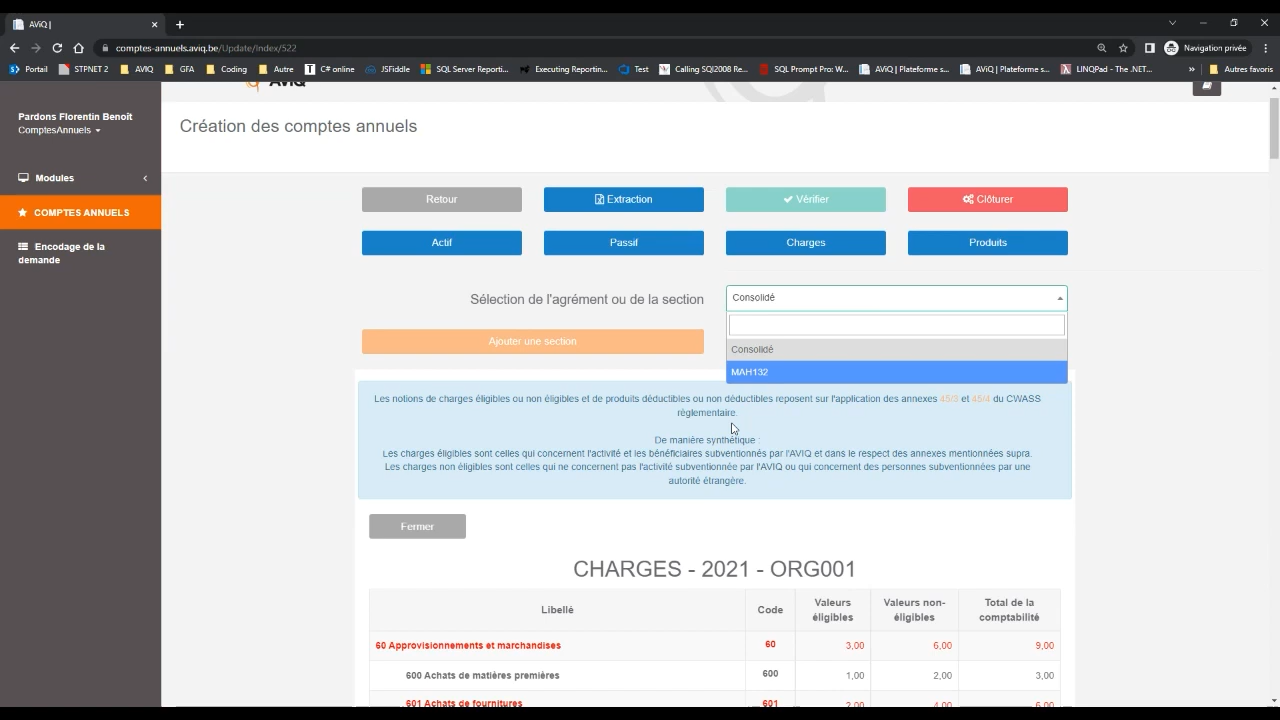 AViQ |
comptes-annuels.aviq.be/Update/Index/522
Navigation privée
Portail
STPNET 2
AVIQ
GFA
Coding
Autre
C# online
JSFiddle
SQL Server Reporti...
Executing Reportin...
Test
Calling SQl2008 Re...
SQL Prompt Pro: W...
AViQ | Plateforme s...
AViQ | Plateforme s...
LINQPad - The .NET...
»
Autres favoris
AViQ
Pardons Florentin Benoît
ComptesAnnuels
Modules
COMPTES ANNUELS
Encodage de la
demande
Création des comptes annuels
Retour
Extraction
Vérifier
Clôturer
Actif
Passif
Charges
Produits
Sélection de l'agrément ou de la section
Consolidé
Consolidé
MAH132
Ajouter une section
Les notions de charges éligibles ou non éligibles et de produits déductibles ou non déductibles reposent sur l'application des annexes 45/3 et 45/4 du CWASS
règlementaire.
De manière synthétique :
Les charges éligibles sont celles qui concernent l'activité et les bénéficiaires subventionnés par l'AVIQ et dans le respect des annexes mentionnées supra.
Les charges non éligibles sont celles qui ne concernent pas l'activité subventionnée par l'AVIQ ou qui concernent des personnes subventionnées par une
autorité étrangère.
Fermer
CHARGES - 2021 - ORG001
Libellé Code Valeurs éligibles Valeurs non-éligibles Total de la comptabilité
60 Approvisionnements et marchandises 60 3,00 6,00 9,00
600 Achats de matières premières 600 1,00 2,00 3,00
601 Achats de fournitures 601 2,00 4,00 6,00